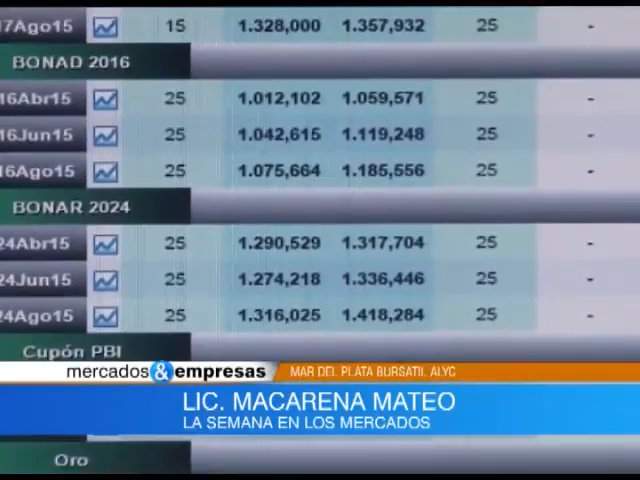 17Ago15 15 1.328,000 1.357,932 25 -
BONAD 2016
16Abr15 25 1.012,102 1.059,571 25 -
16Jun15 25 1.042,615 1.119,248 25 -
16Ago15 25 1.075,664 1.185,556 25 -
BONAR 2024
24Abr15 25 1.290,529 1.317,704 25 -
24Jun15 25 1.274,218 1.336,446 25 -
24Ago15 25 1.316,025 1.418,284 25 -
Cupón PBI
mercados&empresas MAR DEL PLATA BURSATIL ALYC
LIC. MACARENA MATEO
LA SEMANA EN LOS MERCADOS
Oro